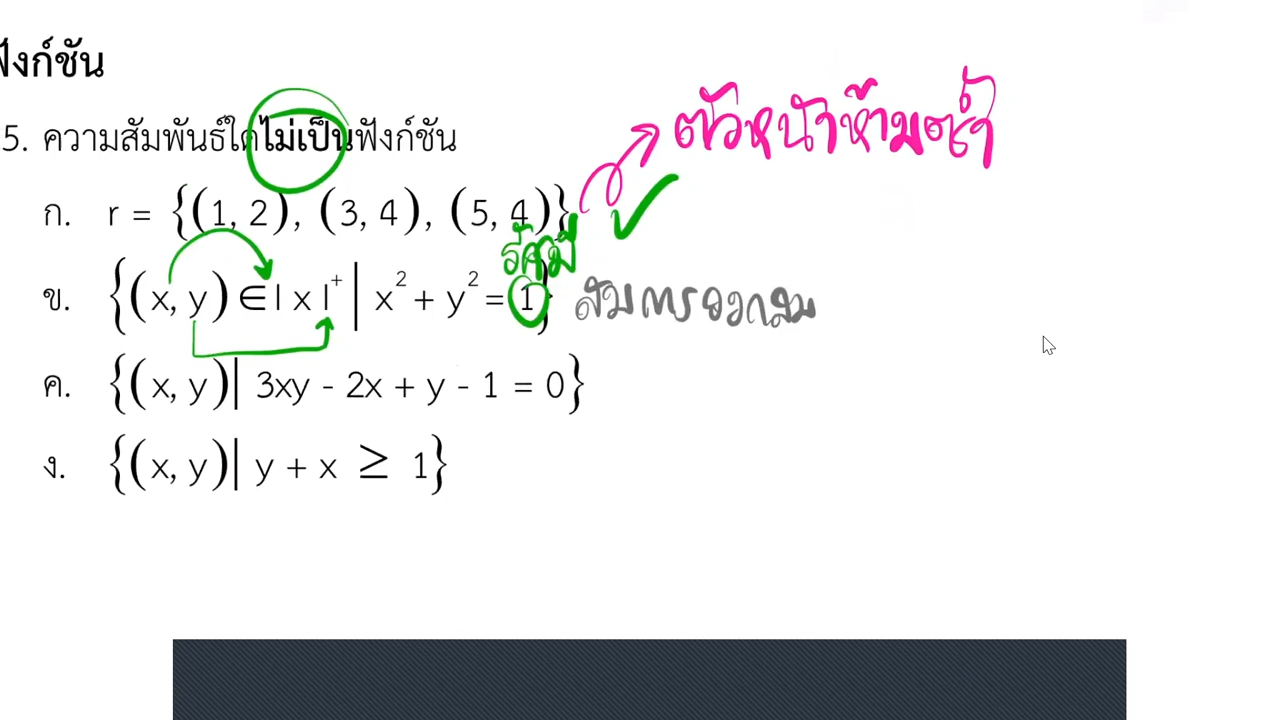 ฟังก์ชัน
5. ความสัมพันธ์ใดไม่เป็นฟังก์ชัน
ตัวหน้าห้ามซ้ำ
ก. r = {(1, 2), (3, 4), (5, 4)}
รัศมี
ข. {(x, y) ∈ I x I⁺ | x² + y² = 1} สมการวงกลม
ค. {(x, y)| 3xy - 2x + y - 1 = 0}
ง. {(x, y)| y + x ≥ 1}